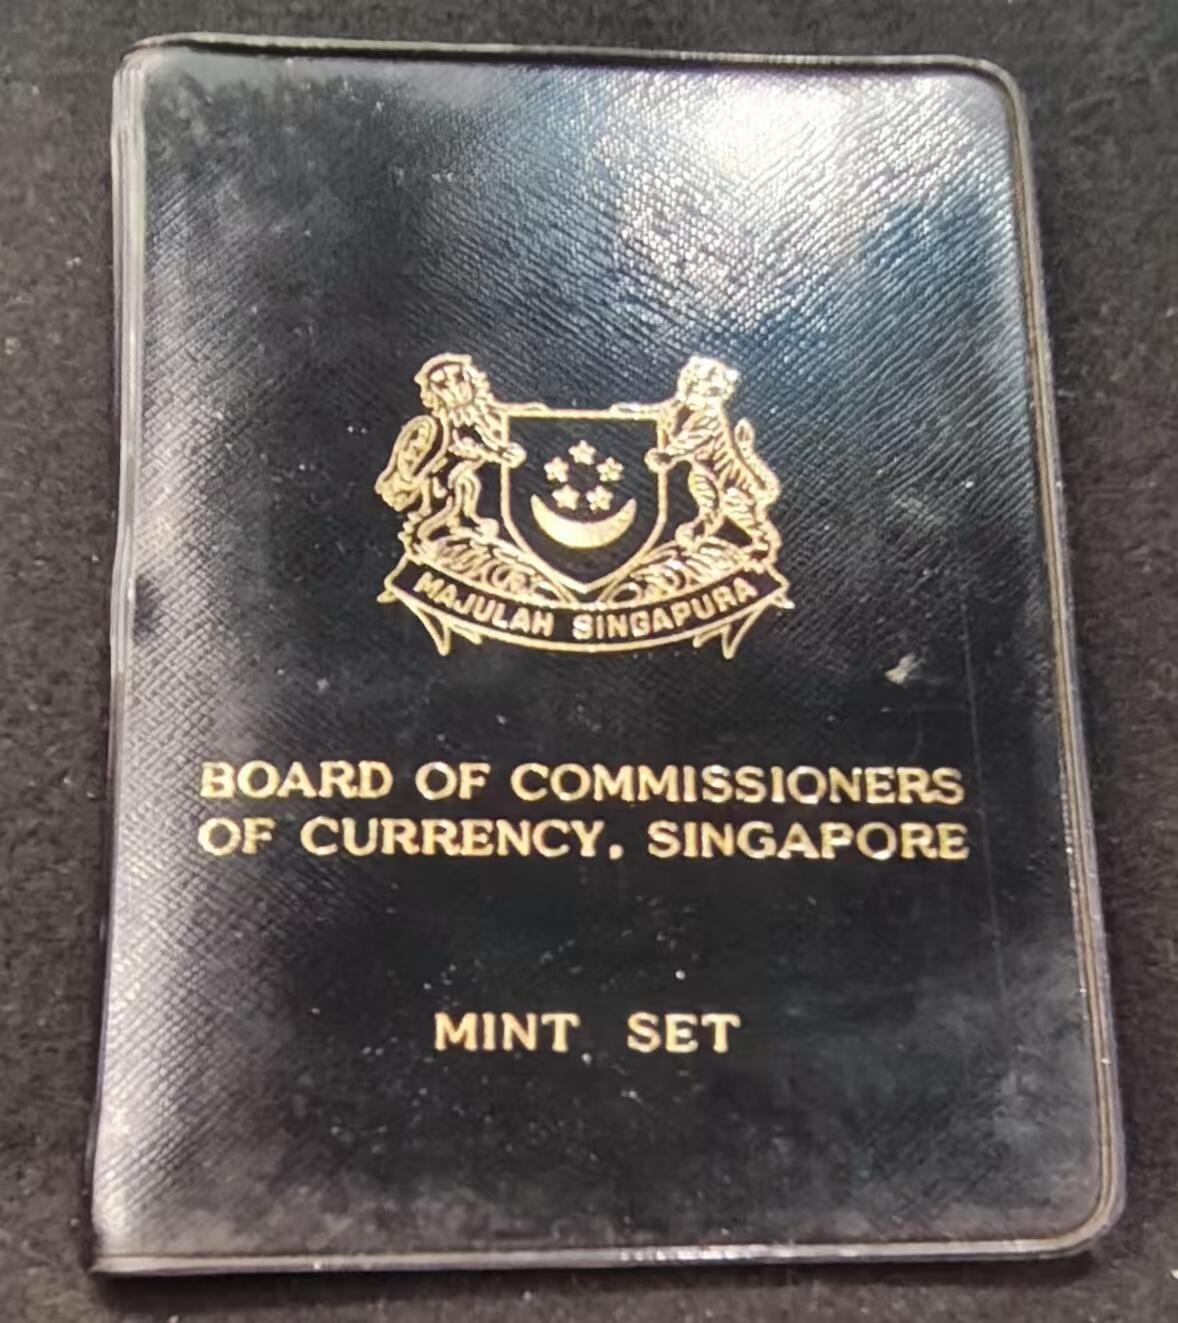 MAJULAH SINGAPURA
BOARD OF COMMISSIONERS
OF CURRENCY, SINGAPORE
MINT SET